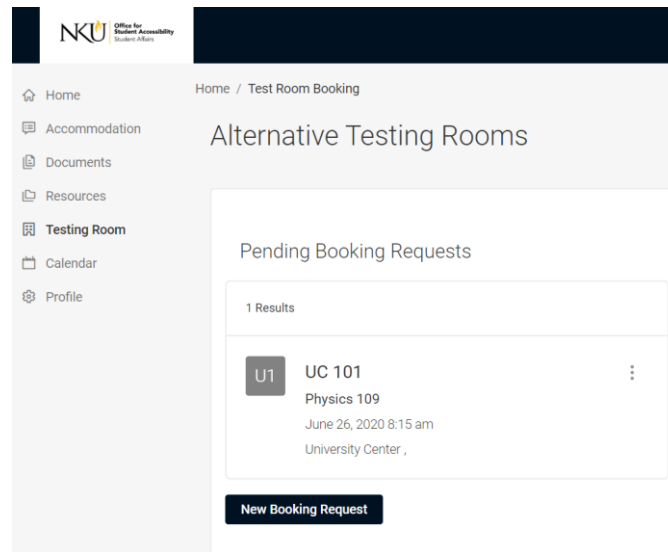 NKU
Office for
Student Accessibility
Student Affairs
Home
Accommodation
Documents
Resources
Testing Room
Calendar
Profile
Home / Test Room Booking
Alternative Testing Rooms
Pending Booking Requests
1 Results
U1
UC 101
Physics 109
June 26, 2020 8:15 am
University Center ,
New Booking Request